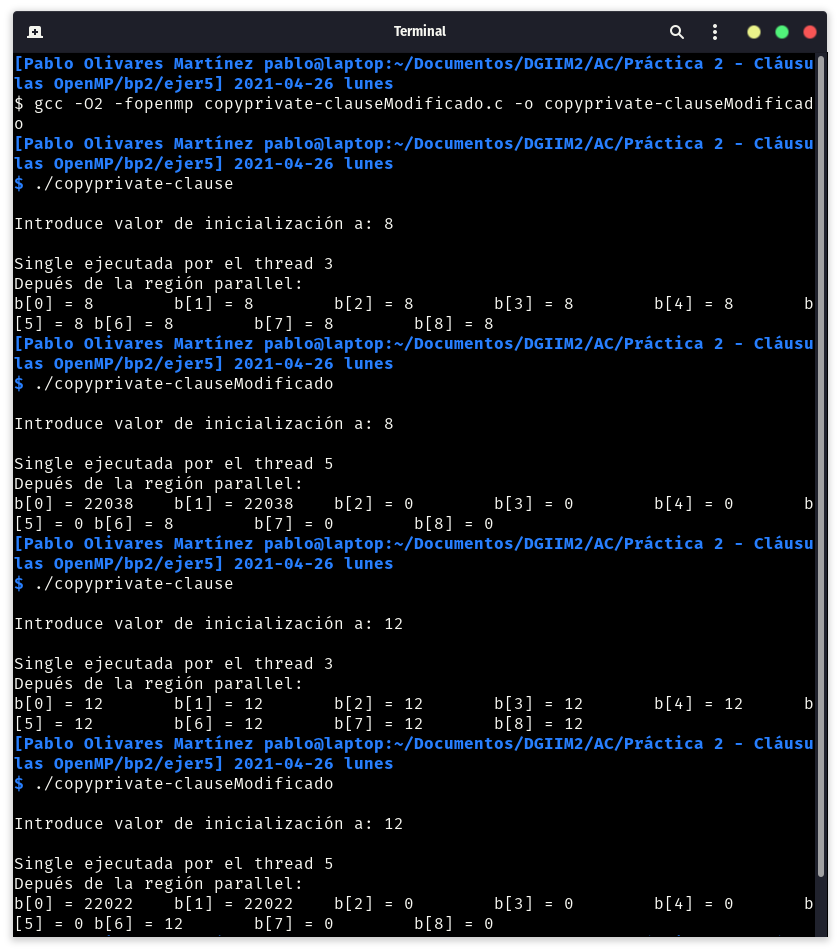 Terminal
[Pablo Olivares Martínez pablo@laptop:~/Documentos/DGIIM2/AC/Práctica 2 - Cláusu
las OpenMP/bp2/ejer5] 2021-04-26 lunes
$ gcc -O2 -fopenmp copyprivate-clauseModificado.c -o copyprivate-clauseModificad
o
[Pablo Olivares Martínez pablo@laptop:~/Documentos/DGIIM2/AC/Práctica 2 - Cláusu
las OpenMP/bp2/ejer5] 2021-04-26 lunes
$ ./copyprivate-clause

Introduce valor de inicialización a: 8

Single ejecutada por el thread 3
Depués de la región parallel:
b[0] = 8        b[1] = 8        b[2] = 8        b[3] = 8        b[4] = 8       b
[5] = 8 b[6] = 8        b[7] = 8        b[8] = 8
[Pablo Olivares Martínez pablo@laptop:~/Documentos/DGIIM2/AC/Práctica 2 - Cláusu
las OpenMP/bp2/ejer5] 2021-04-26 lunes
$ ./copyprivate-clauseModificado

Introduce valor de inicialización a: 8

Single ejecutada por el thread 5
Depués de la región parallel:
b[0] = 22038    b[1] = 22038    b[2] = 0        b[3] = 0        b[4] = 0       b
[5] = 0 b[6] = 8        b[7] = 0        b[8] = 0
[Pablo Olivares Martínez pablo@laptop:~/Documentos/DGIIM2/AC/Práctica 2 - Cláusu
las OpenMP/bp2/ejer5] 2021-04-26 lunes
$ ./copyprivate-clause

Introduce valor de inicialización a: 12

Single ejecutada por el thread 3
Depués de la región parallel:
b[0] = 12       b[1] = 12       b[2] = 12       b[3] = 12       b[4] = 12      b
[5] = 12        b[6] = 12       b[7] = 12       b[8] = 12
[Pablo Olivares Martínez pablo@laptop:~/Documentos/DGIIM2/AC/Práctica 2 - Cláusu
las OpenMP/bp2/ejer5] 2021-04-26 lunes
$ ./copyprivate-clauseModificado

Introduce valor de inicialización a: 12

Single ejecutada por el thread 5
Depués de la región parallel:
b[0] = 22022    b[1] = 22022    b[2] = 0        b[3] = 0        b[4] = 0       b
[5] = 0 b[6] = 12       b[7] = 0        b[8] = 0